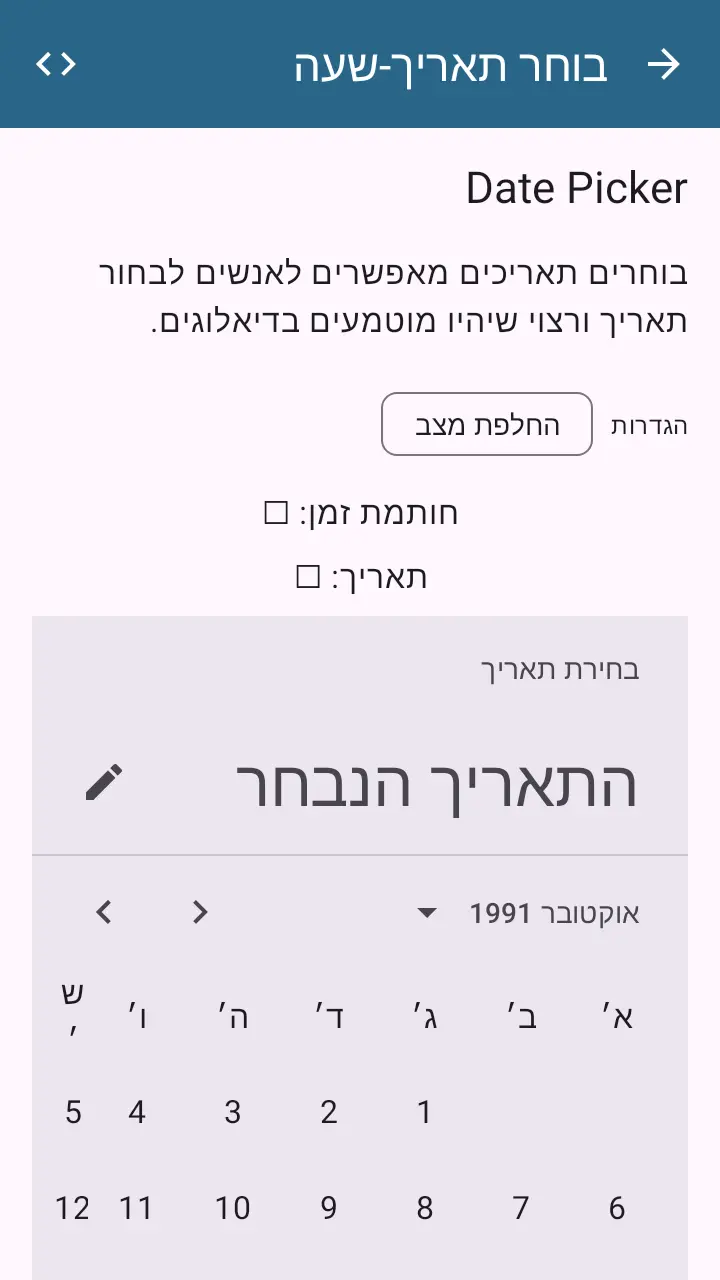 בוחר תאריך-שעה
Date Picker
בוחרים תאריכים מאפשרים לאנשים לבחור
תאריך ורצוי שיהיו מוטמעים בדיאלוגים.
הגדרות החלפת מצב
חותמת זמן: ☐
תאריך: ☐
בחירת תאריך
התאריך הנבחר
אוקטובר 1991
א׳ ב׳ ג׳ ד׳ ה׳ ו׳ ש׳
1 2 3 4 5
6 7 8 9 10 11 12